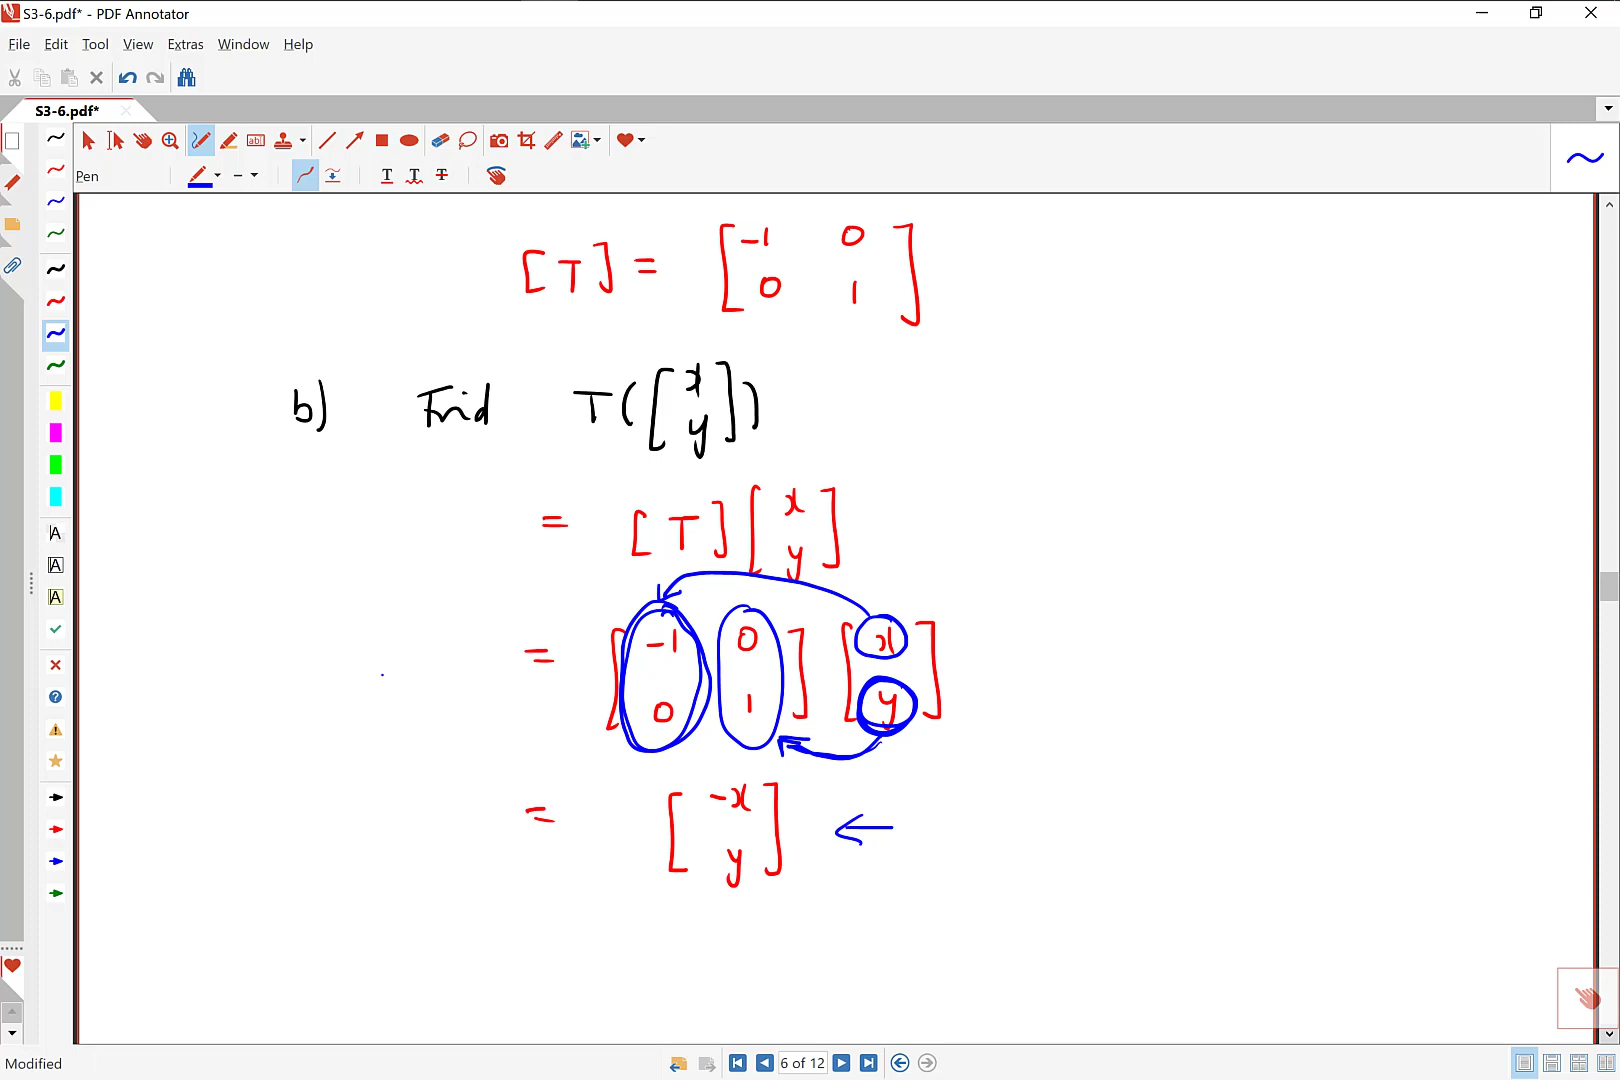 S3-6.pdf* - PDF Annotator
File Edit Tool View Extras Window Help
S3-6.pdf*
Pen
[T] = [-1 0
0 1]
b) Find T([x
y])
= [T][x
y]
= [-1 0
0 1] [x
y]
= [-x
y] ←
Modified
6 of 12